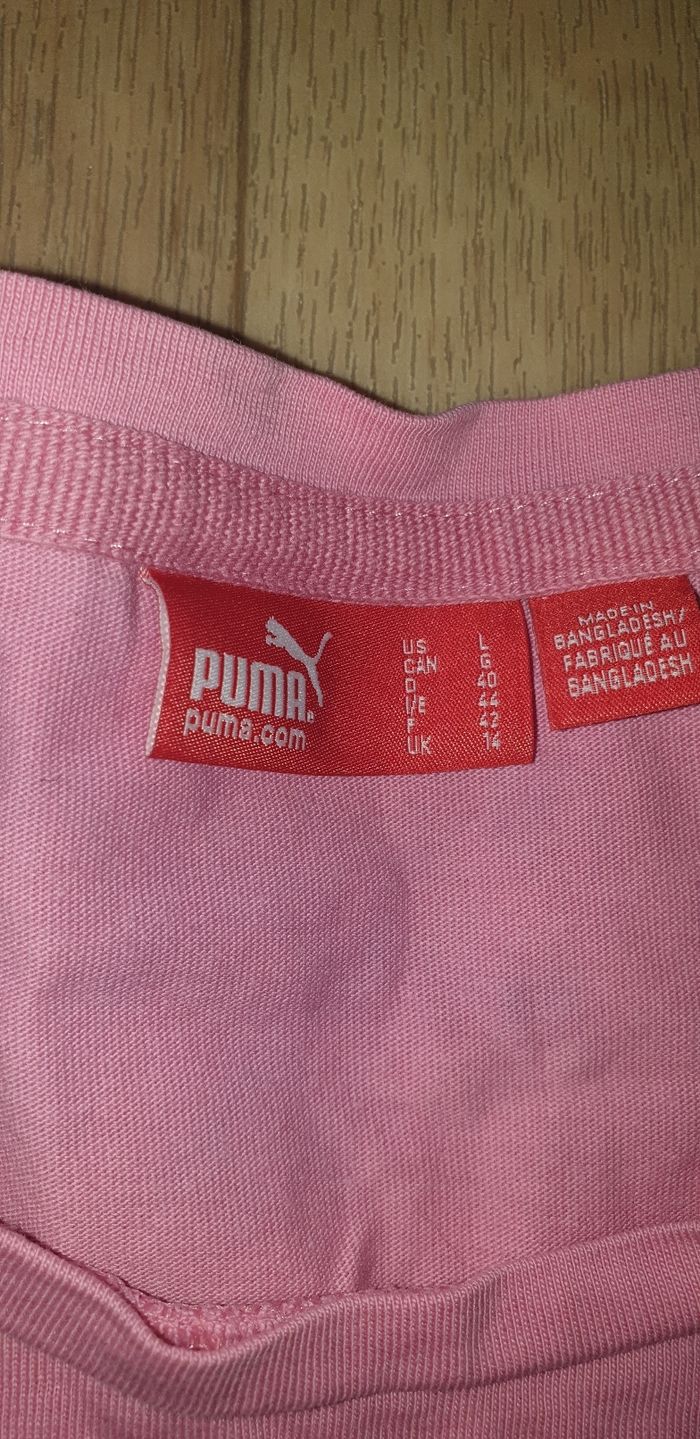 PUMA®
puma.com
US L
CAN G
D 40
I/E 44
F 42
UK 14
MADE IN
BANGLADESH/
FABRIQUÉ AU
BANGLADESH